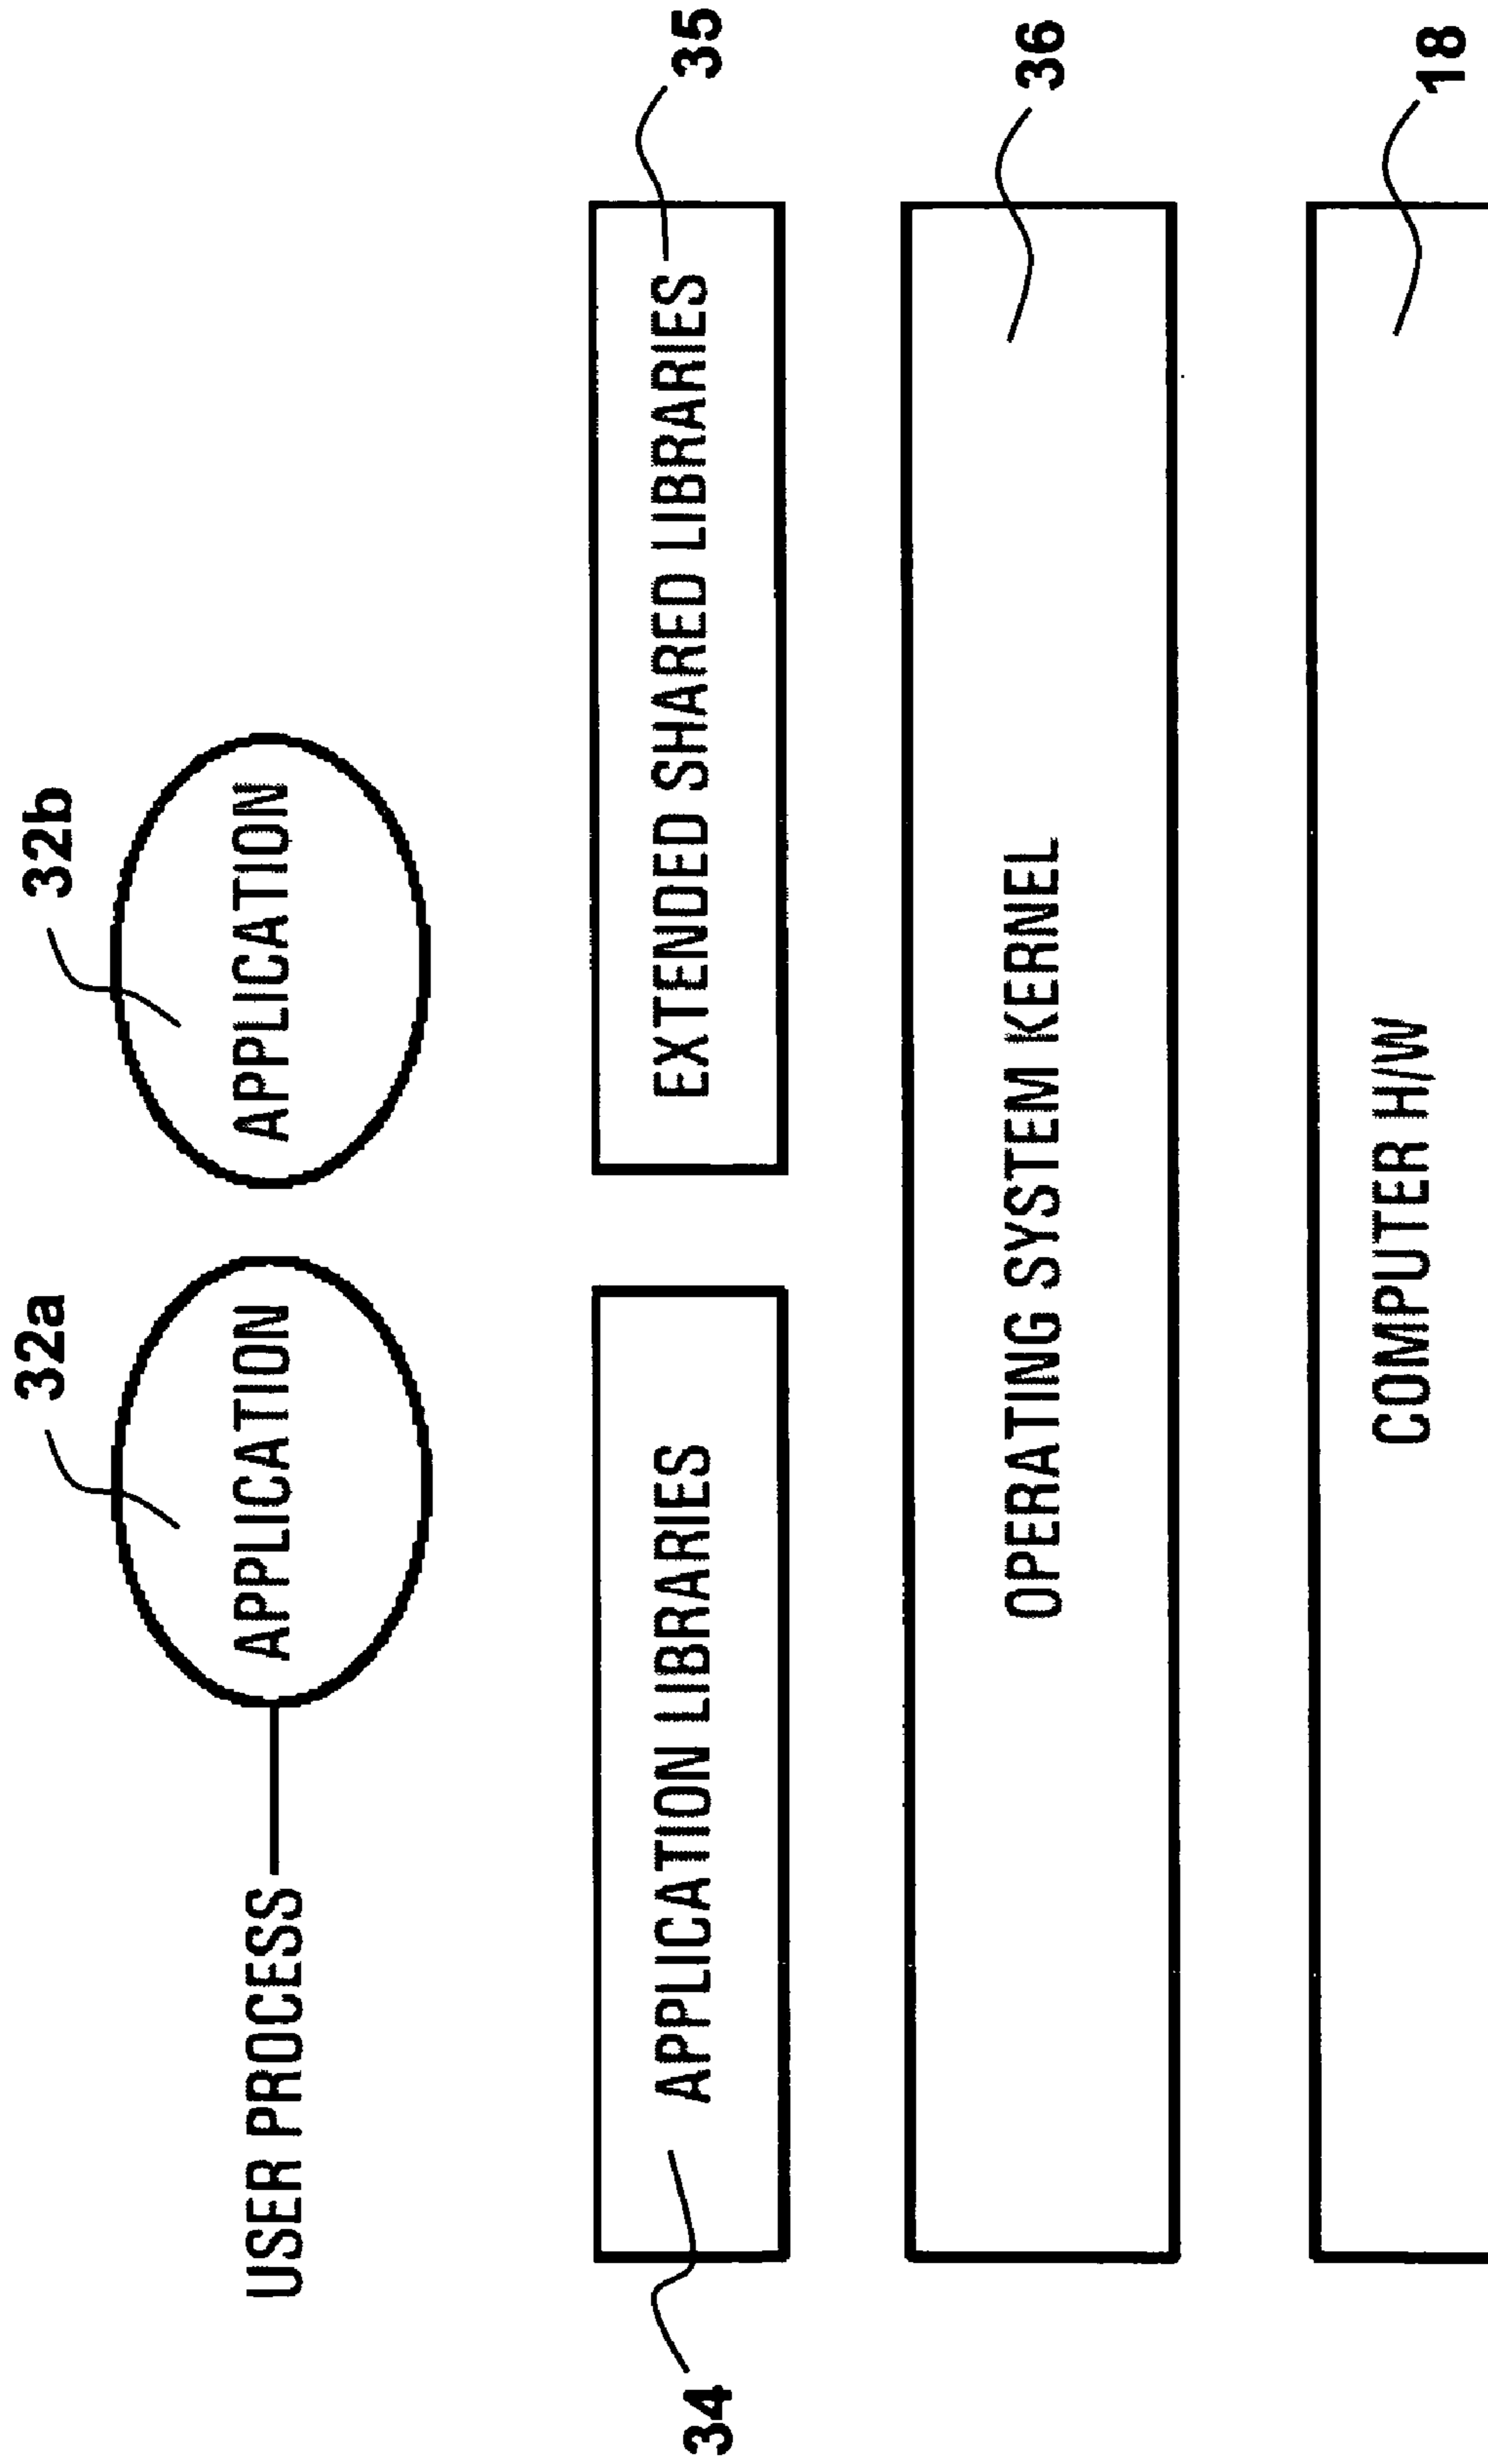 32a
32b
USER PROCESS
APPLICATION
APPLICATION
35
APPLICATION LIBRARIES
EXTENDED SHARED LIBRARIES
34
36
OPERATING SYSTEM KERNEL
18
COMPUTER H/W